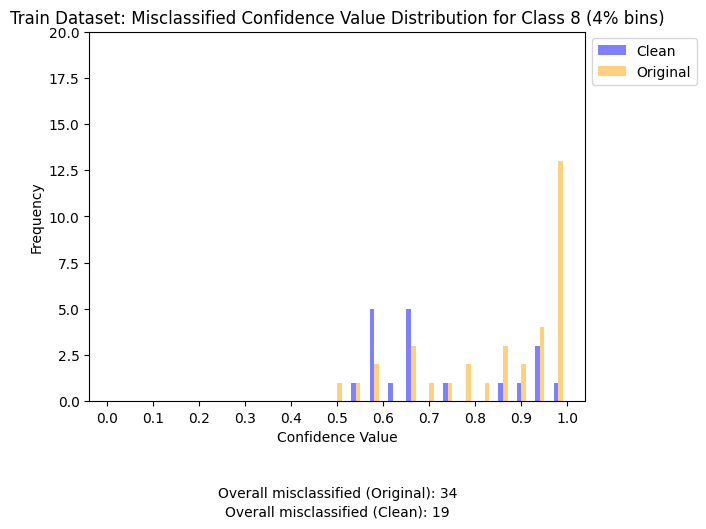 Train Dataset: Misclassified Confidence Value Distribution for Class 8 (4% bins)
Clean
Original
20.0
17.5
15.0
12.5
10.0
7.5
5.0
2.5
0.0
Frequency
0.0 0.1 0.2 0.3 0.4 0.5 0.6 0.7 0.8 0.9 1.0
Confidence Value
Overall misclassified (Original): 34
Overall misclassified (Clean): 19